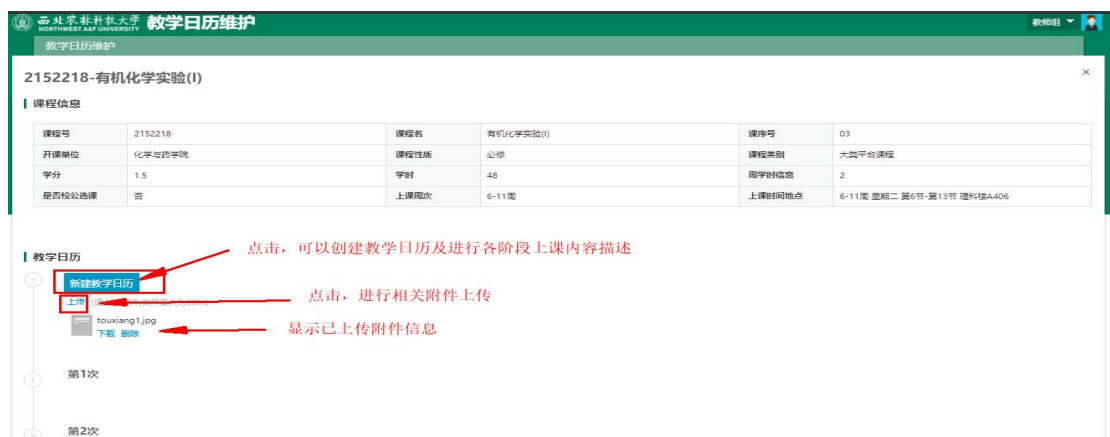 西北农林科技大学 教学日历维护 教师组
NORTHWEST A&F UNIVERSITY
教学日历维护
2152218-有机化学实验(I) ×
课程信息
课程号 2152218 课程名 有机化学实验(I) 课序号 03
开课单位 化学与药学院 课程性质 必修 课程类别 大类平台课程
学分 1.5 学时 48 周学时信息 2
是否校公选课 否 上课周次 6-11周 上课时间地点 6-11周 星期二 第6节-第13节 理科楼A406
点击，可以创建教学日历及进行各阶段上课内容描述
教学日历
新建教学日历
上传
点击，进行相关附件上传
touxiang1.jpg
下载 删除
显示已上传附件信息
1 第1次
2 第2次